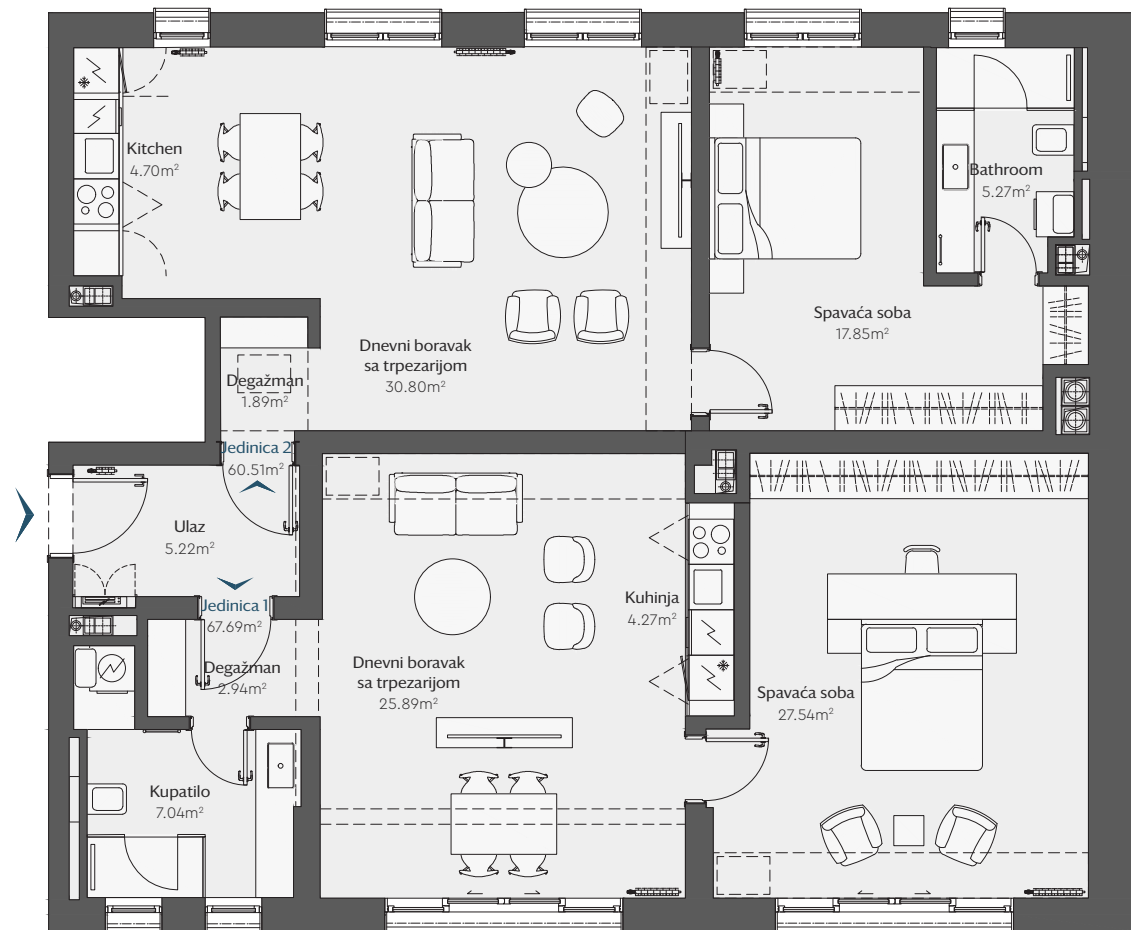 Kitchen
4.70m²
Bathroom
5.27m²
Spavaća soba
17.85m²
Dnevni boravak
sa trpezarijom
30.80m²
Degažman
1.89m²
Jedinica 2
60.51m²
Ulaz
5.22m²
Jedinica 1
67.69m²
Kuhinja
4.27m²
Degažman
2.94m²
Dnevni boravak
sa trpezarijom
25.89m²
Spavaća soba
27.54m²
Kupatilo
7.04m²